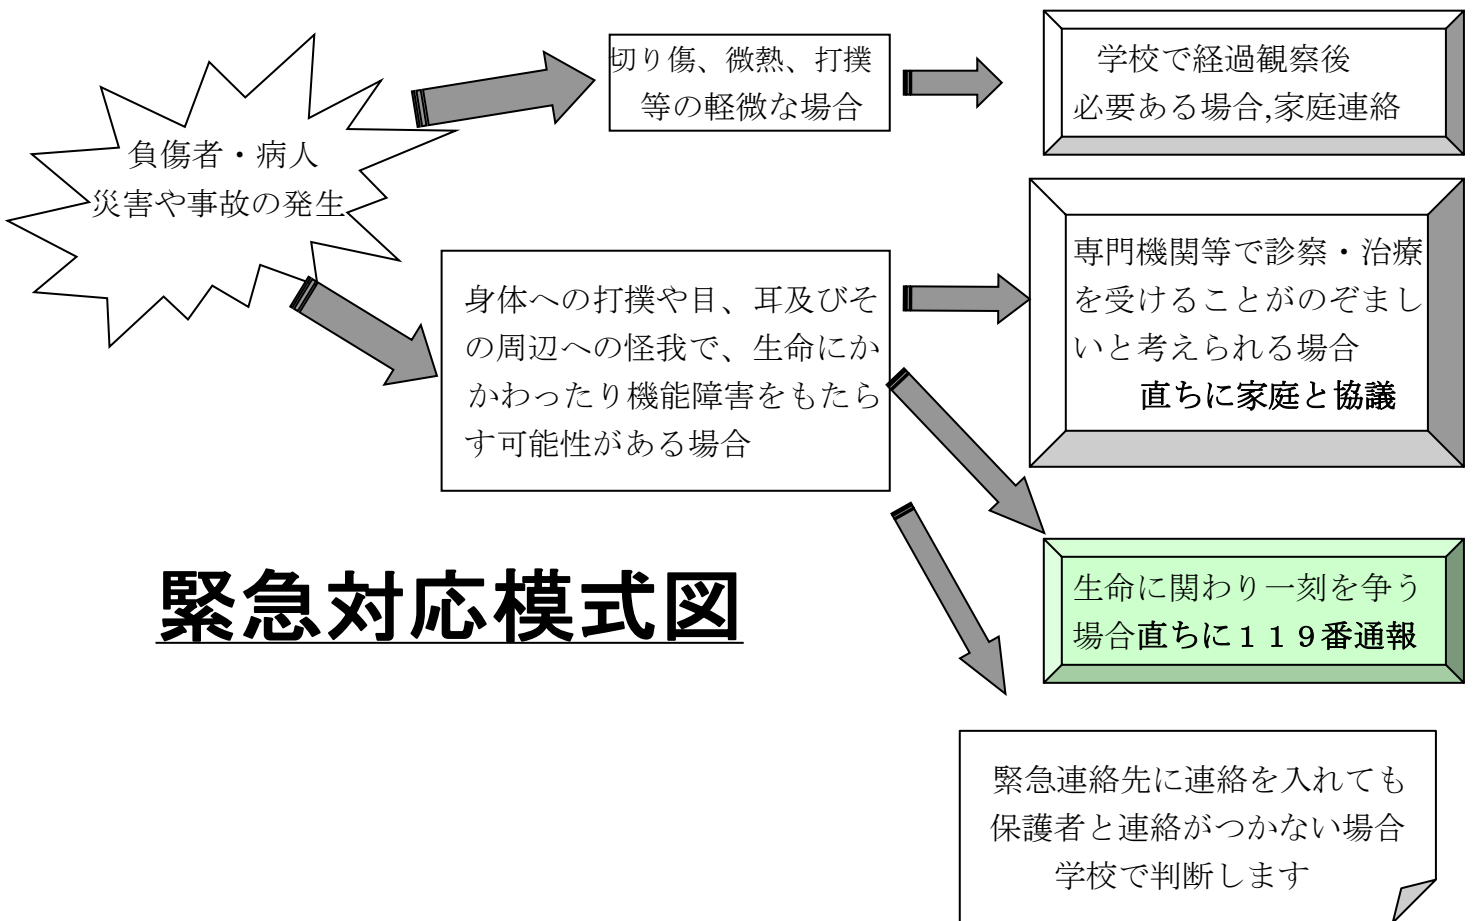 負傷者・病人
災害や事故の発生
切り傷、微熱、打撲
等の軽微な場合
学校で経過観察後
必要ある場合,家庭連絡
身体への打撲や目、耳及びそ
の周辺への怪我で、生命にか
かわったり機能障害をもたら
す可能性がある場合
専門機関等で診察・治療
を受けることがのぞまし
いと考えられる場合
直ちに家庭と協議
生命に関わり一刻を争う
場合直ちに１１９番通報
緊急連絡先に連絡を入れても
保護者と連絡がつかない場合
学校で判断します
緊急対応模式図